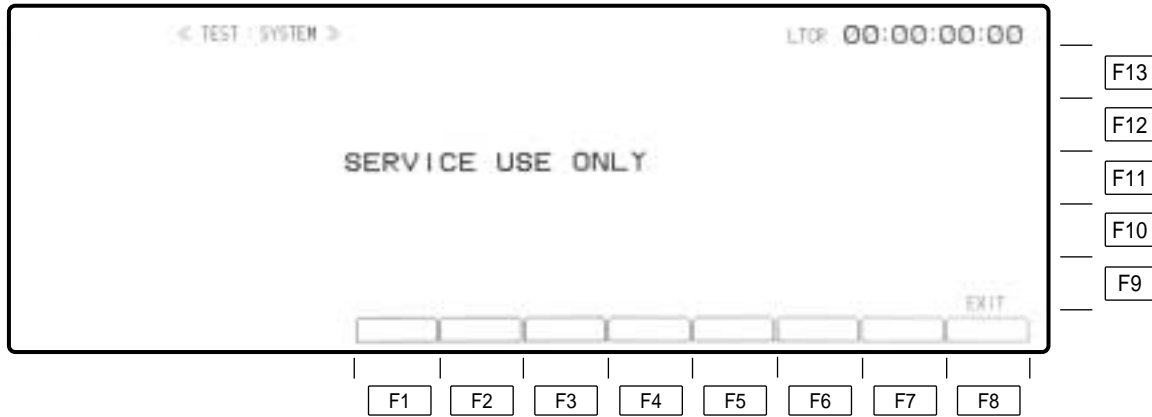 ≪ TEST : SYSTEM ≫
LTCR 00:00:00:00
SERVICE USE ONLY
EXIT
F13
F12
F11
F10
F9
F1 F2 F3 F4 F5 F6 F7 F8